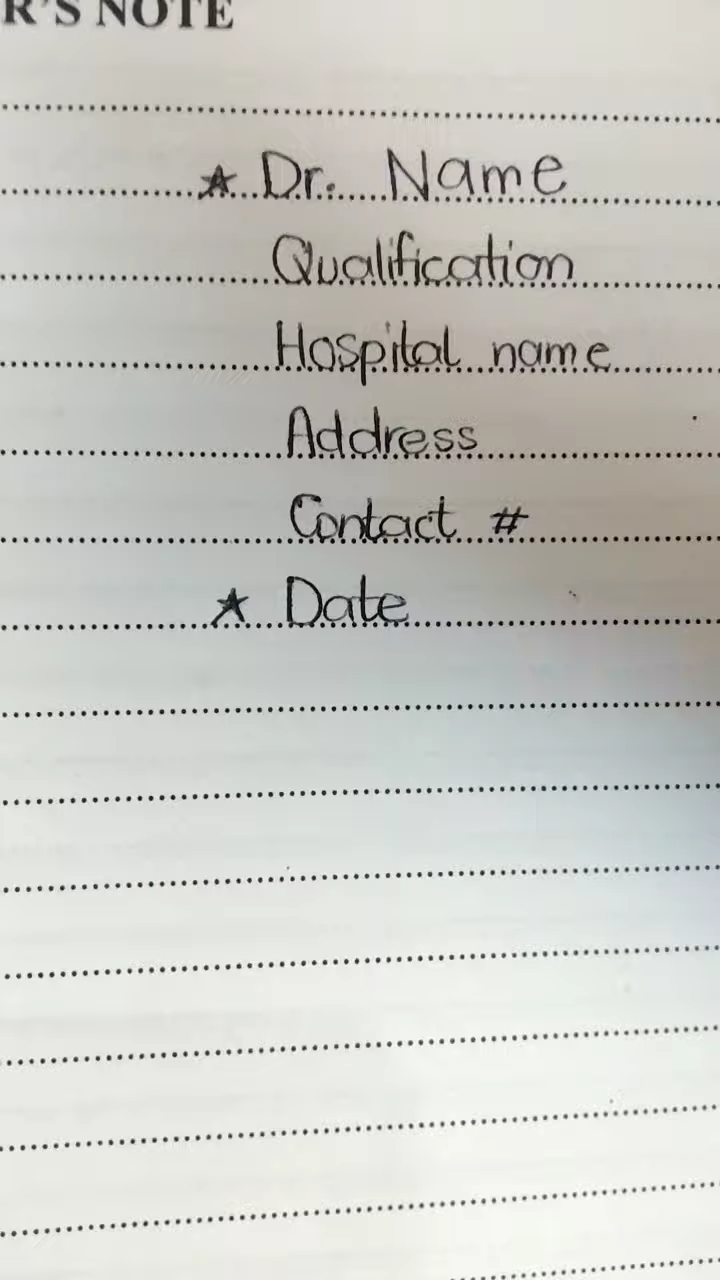 R'S NOTE
★ Dr. Name
Qualification
Hospital name
Address
Contact #
★ Date